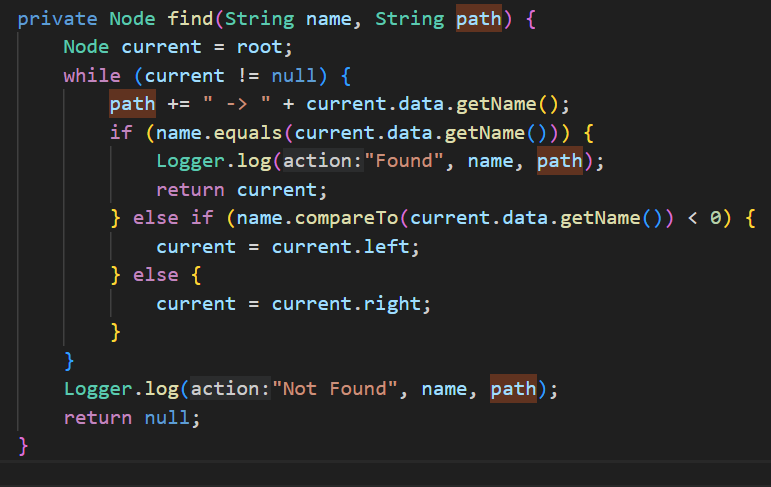 private Node find(String name, String path) {
    Node current = root;
    while (current != null) {
        path += " -> " + current.data.getName();
        if (name.equals(current.data.getName())) {
            Logger.log(action:"Found", name, path);
            return current;
        } else if (name.compareTo(current.data.getName()) < 0) {
            current = current.left;
        } else {
            current = current.right;
        }
    }
    Logger.log(action:"Not Found", name, path);
    return null;
}